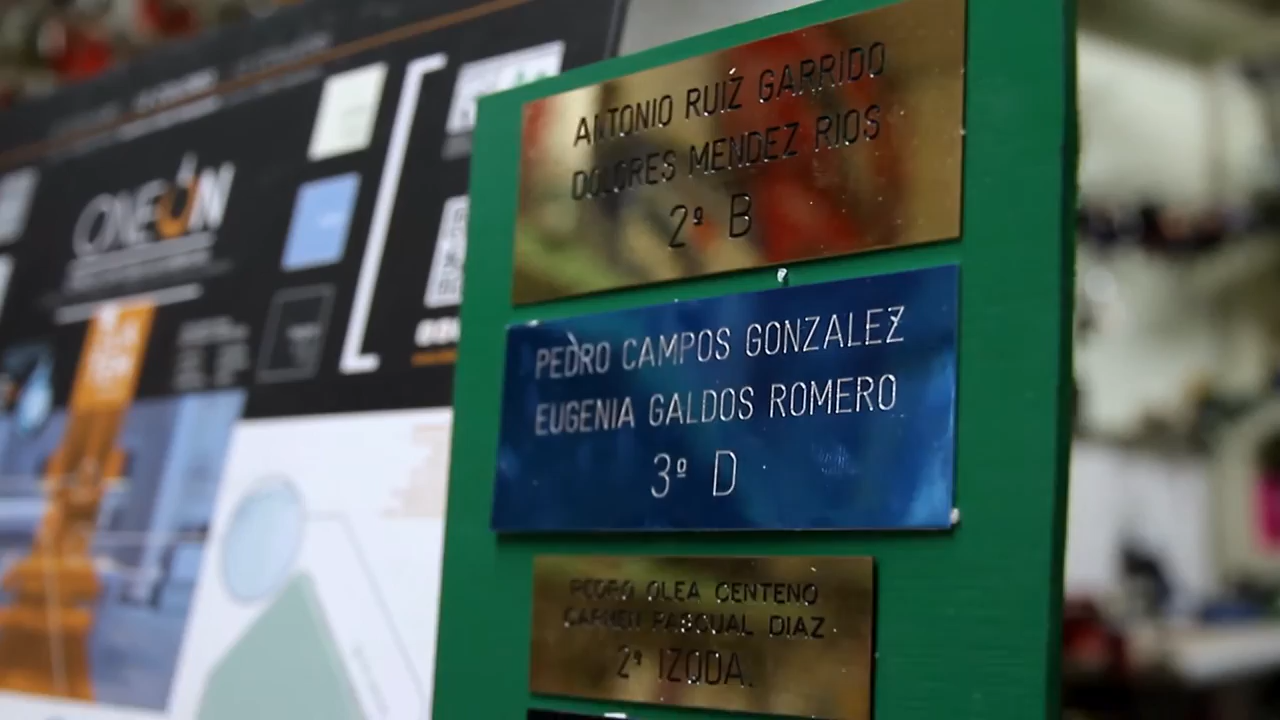 ONEON
ANTONIO RUIZ GARRIDO
DOLORES MENDEZ RIOS
2º B
PEDRO CAMPOS GONZALEZ
EUGENIA GALDOS ROMERO
3º D
PEDRO OLEA CENTENO
CARMEN PASCUAL DIAZ
2º IZQDA.